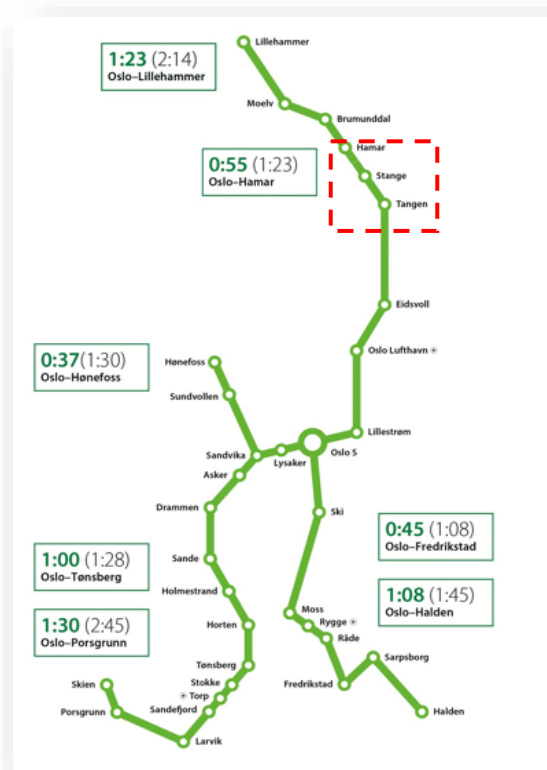 Lillehammer
1:23 (2:14)
Oslo–Lillehammer
Moelv
Brumunddal
Hamar
0:55 (1:23)
Oslo–Hamar
Stange
Tangen
Eidsvoll
Oslo Lufthavn
0:37(1:30)
Oslo–Hønefoss
Hønefoss
Sundvollen
Lillestrøm
Sandvika
Lysaker
Oslo S
Asker
Drammen
Ski
0:45 (1:08)
Oslo–Fredrikstad
1:00 (1:28)
Oslo–Tønsberg
Sande
Holmestrand
1:08 (1:45)
Oslo–Halden
1:30 (2:45)
Oslo–Porsgrunn
Horten
Moss
Rygge
Råde
Tønsberg
Sarpsborg
Stokke
Skien
Fredrikstad
Torp
Porsgrunn
Sandefjord
Halden
Larvik